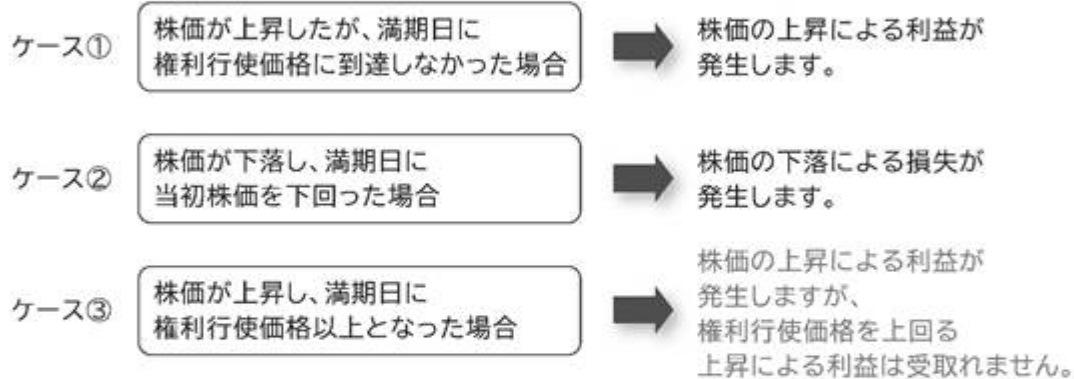 ケース①
株価が上昇したが、満期日に
権利行使価格に到達しなかった場合
株価の上昇による利益が
発生します。
ケース②
株価が下落し、満期日に
当初株価を下回った場合
株価の下落による損失が
発生します。
ケース③
株価が上昇し、満期日に
権利行使価格以上となった場合
株価の上昇による利益が
発生しますが、
権利行使価格を上回る
上昇による利益は受取れません。